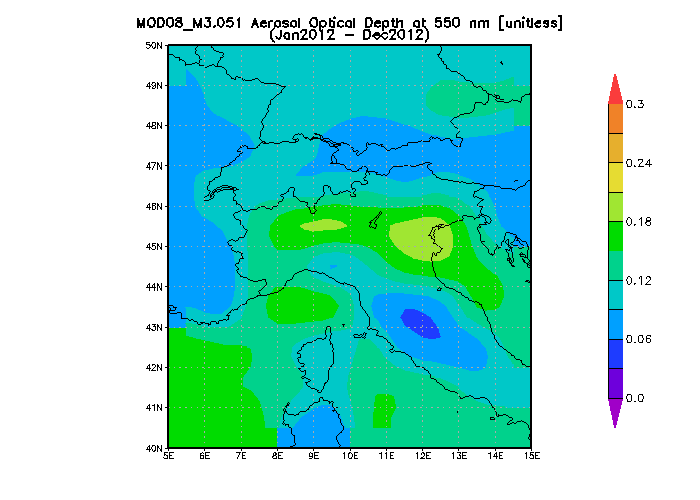 MOD08_M3.051 Aerosol Optical Depth at 550 nm [unitless]
(Jan2012 - Dec2012)
50N
49N
48N
47N
46N
45N
44N
43N
42N
41N
40N
5E 6E 7E 8E 9E 10E 11E 12E 13E 14E 15E
0.3
0.24
0.18
0.12
0.06
0.0